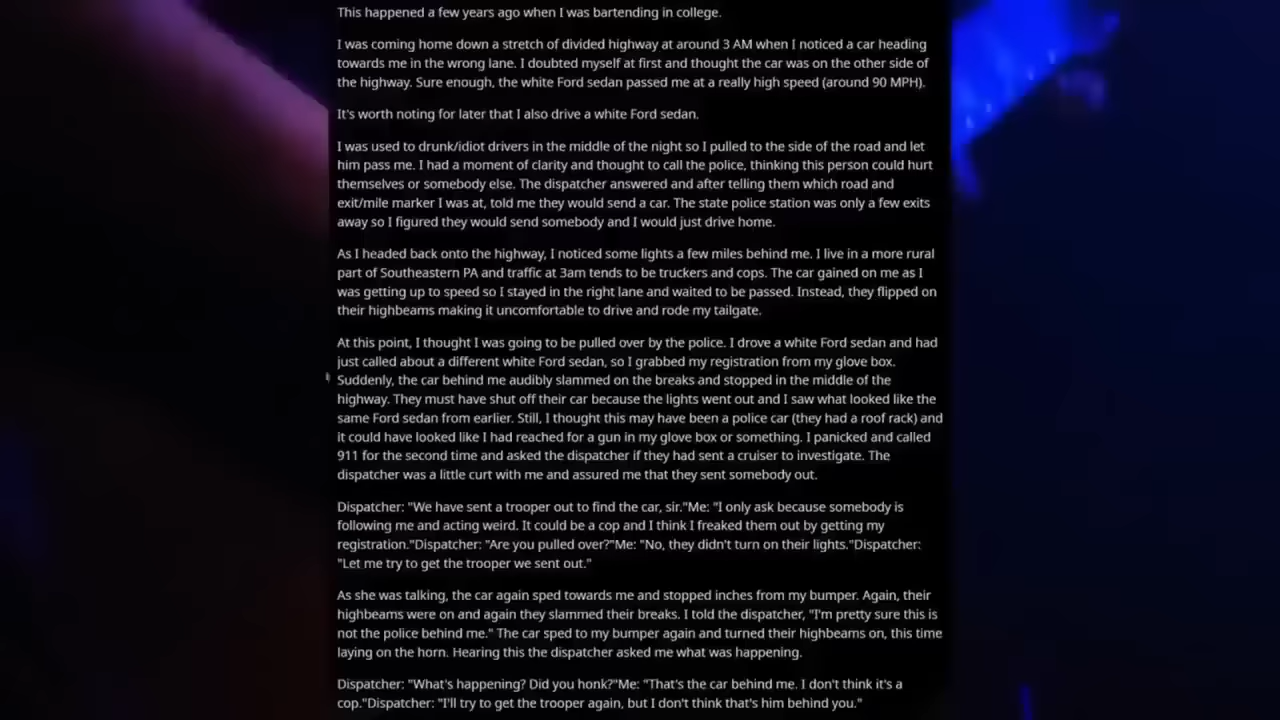 This happened a few years ago when I was bartending in college.
I was coming home down a stretch of divided highway at around 3 AM when I noticed a car heading
towards me in the wrong lane. I doubted myself at first and thought the car was on the other side of
the highway. Sure enough, the white Ford sedan passed me at a really high speed (around 90 MPH).
It's worth noting for later that I also drive a white Ford sedan.
I was used to drunk/idiot drivers in the middle of the night so I pulled to the side of the road and let
him pass me. I had a moment of clarity and thought to call the police, thinking this person could hurt
themselves or somebody else. The dispatcher answered and after telling them which road and
exit/mile marker I was at, told me they would send a car. The state police station was only a few exits
away so I figured they would send somebody and I would just drive home.
As I headed back onto the highway, I noticed some lights a few miles behind me. I live in a more rural
part of Southeastern PA and traffic at 3am tends to be truckers and cops. The car gained on me as I
was getting up to speed so I stayed in the right lane and waited to be passed. Instead, they flipped on
their highbeams making it uncomfortable to drive and rode my tailgate.
At this point, I thought I was going to be pulled over by the police. I drove a white Ford sedan and had
just called about a different white Ford sedan, so I grabbed my registration from my glove box.
Suddenly, the car behind me audibly slammed on the breaks and stopped in the middle of the
highway. They must have shut off their car because the lights went out and I saw what looked like the
same Ford sedan from earlier. Still, I thought this may have been a police car (they had a roof rack) and
it could have looked like I had reached for a gun in my glove box or something. I panicked and called
911 for the second time and asked the dispatcher if they had sent a cruiser to investigate. The
dispatcher was a little curt with me and assured me that they sent somebody out.
Dispatcher: "We have sent a trooper out to find the car, sir."Me: "I only ask because somebody is
following me and acting weird. It could be a cop and I think I freaked them out by getting my
registration."Dispatcher: "Are you pulled over?"Me: "No, they didn't turn on their lights."Dispatcher:
"Let me try to get the trooper we sent out."
As she was talking, the car again sped towards me and stopped inches from my bumper. Again, their
highbeams were on and again they slammed their breaks. I told the dispatcher, "I'm pretty sure this is
not the police behind me." The car sped to my bumper again and turned their highbeams on, this time
laying on the horn. Hearing this the dispatcher asked me what was happening.
Dispatcher: "What's happening? Did you honk?"Me: "That's the car behind me. I don't think it's a
cop."Dispatcher: "I'll try to get the trooper again, but I don't think that's him behind you."